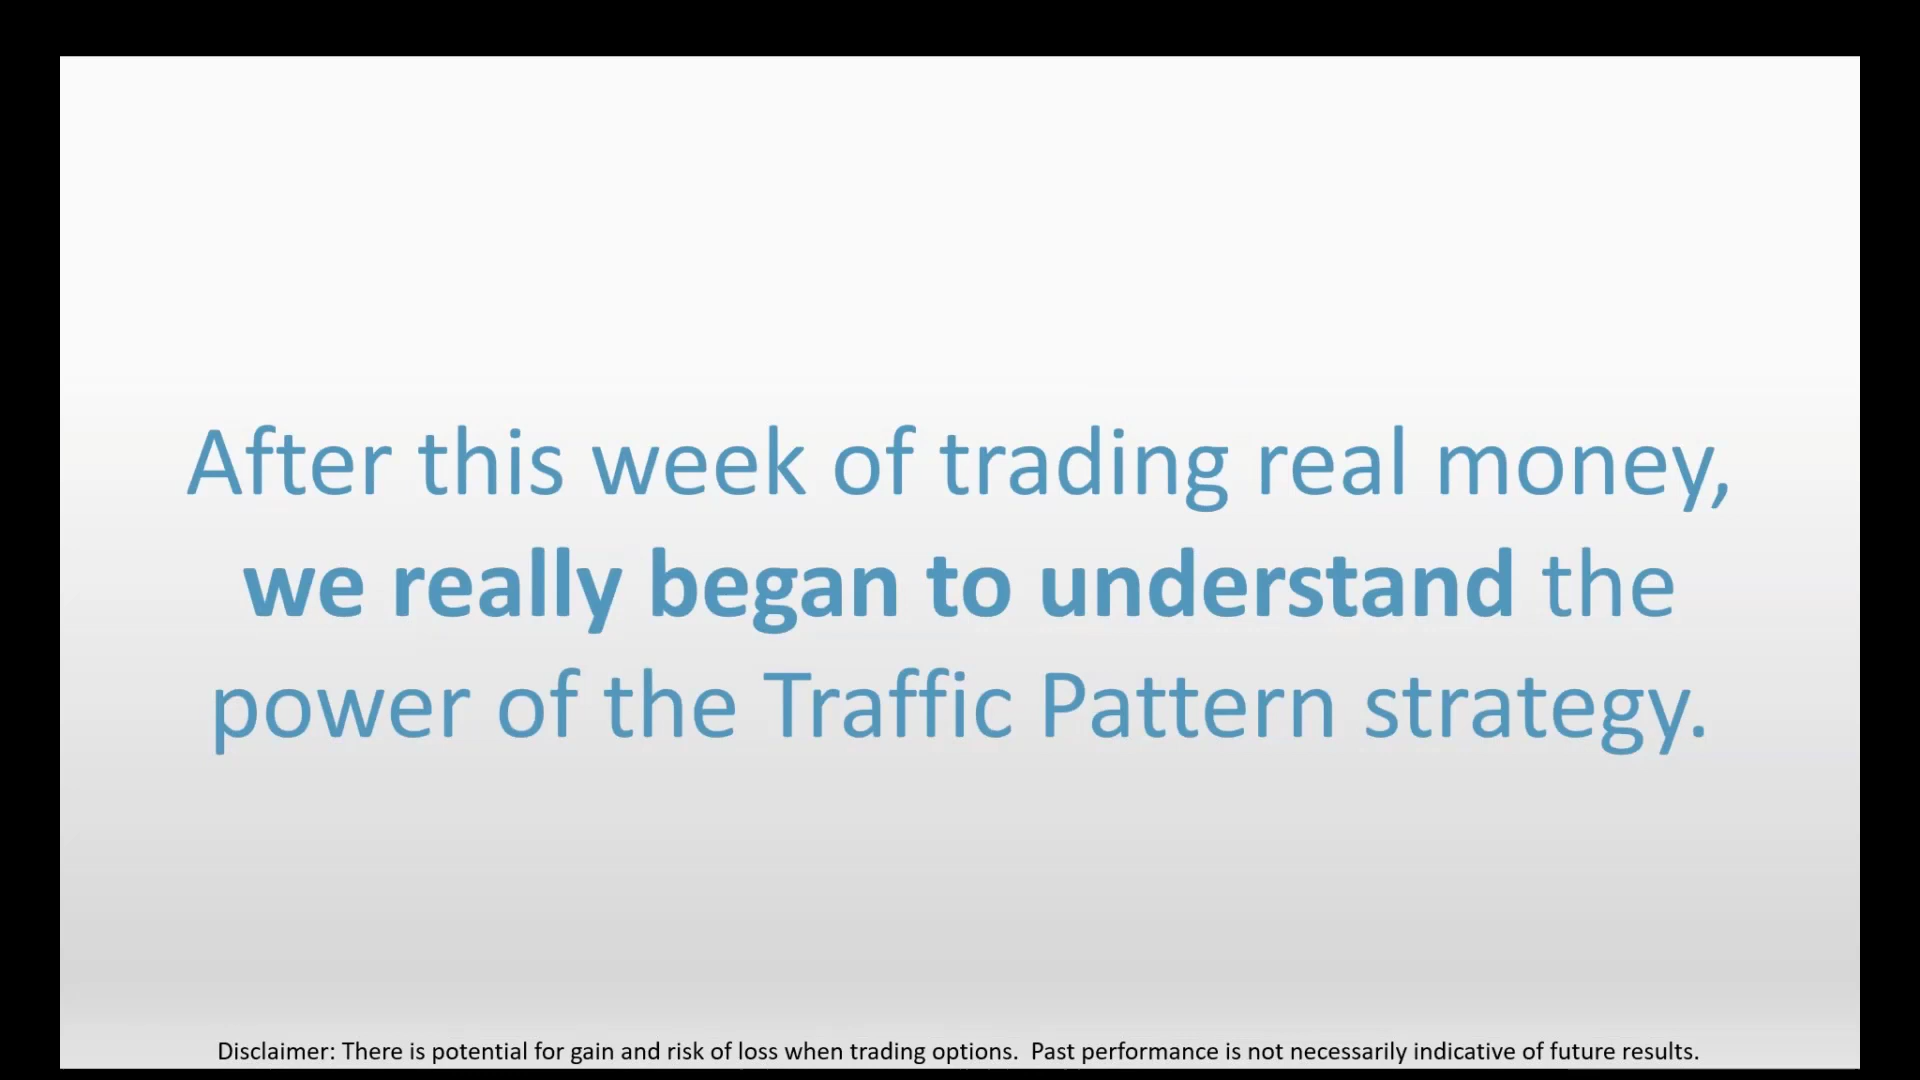 After this week of trading real money,
we really began to understand the
power of the Traffic Pattern strategy.
Disclaimer: There is potential for gain and risk of loss when trading options.  Past performance is not necessarily indicative of future results.